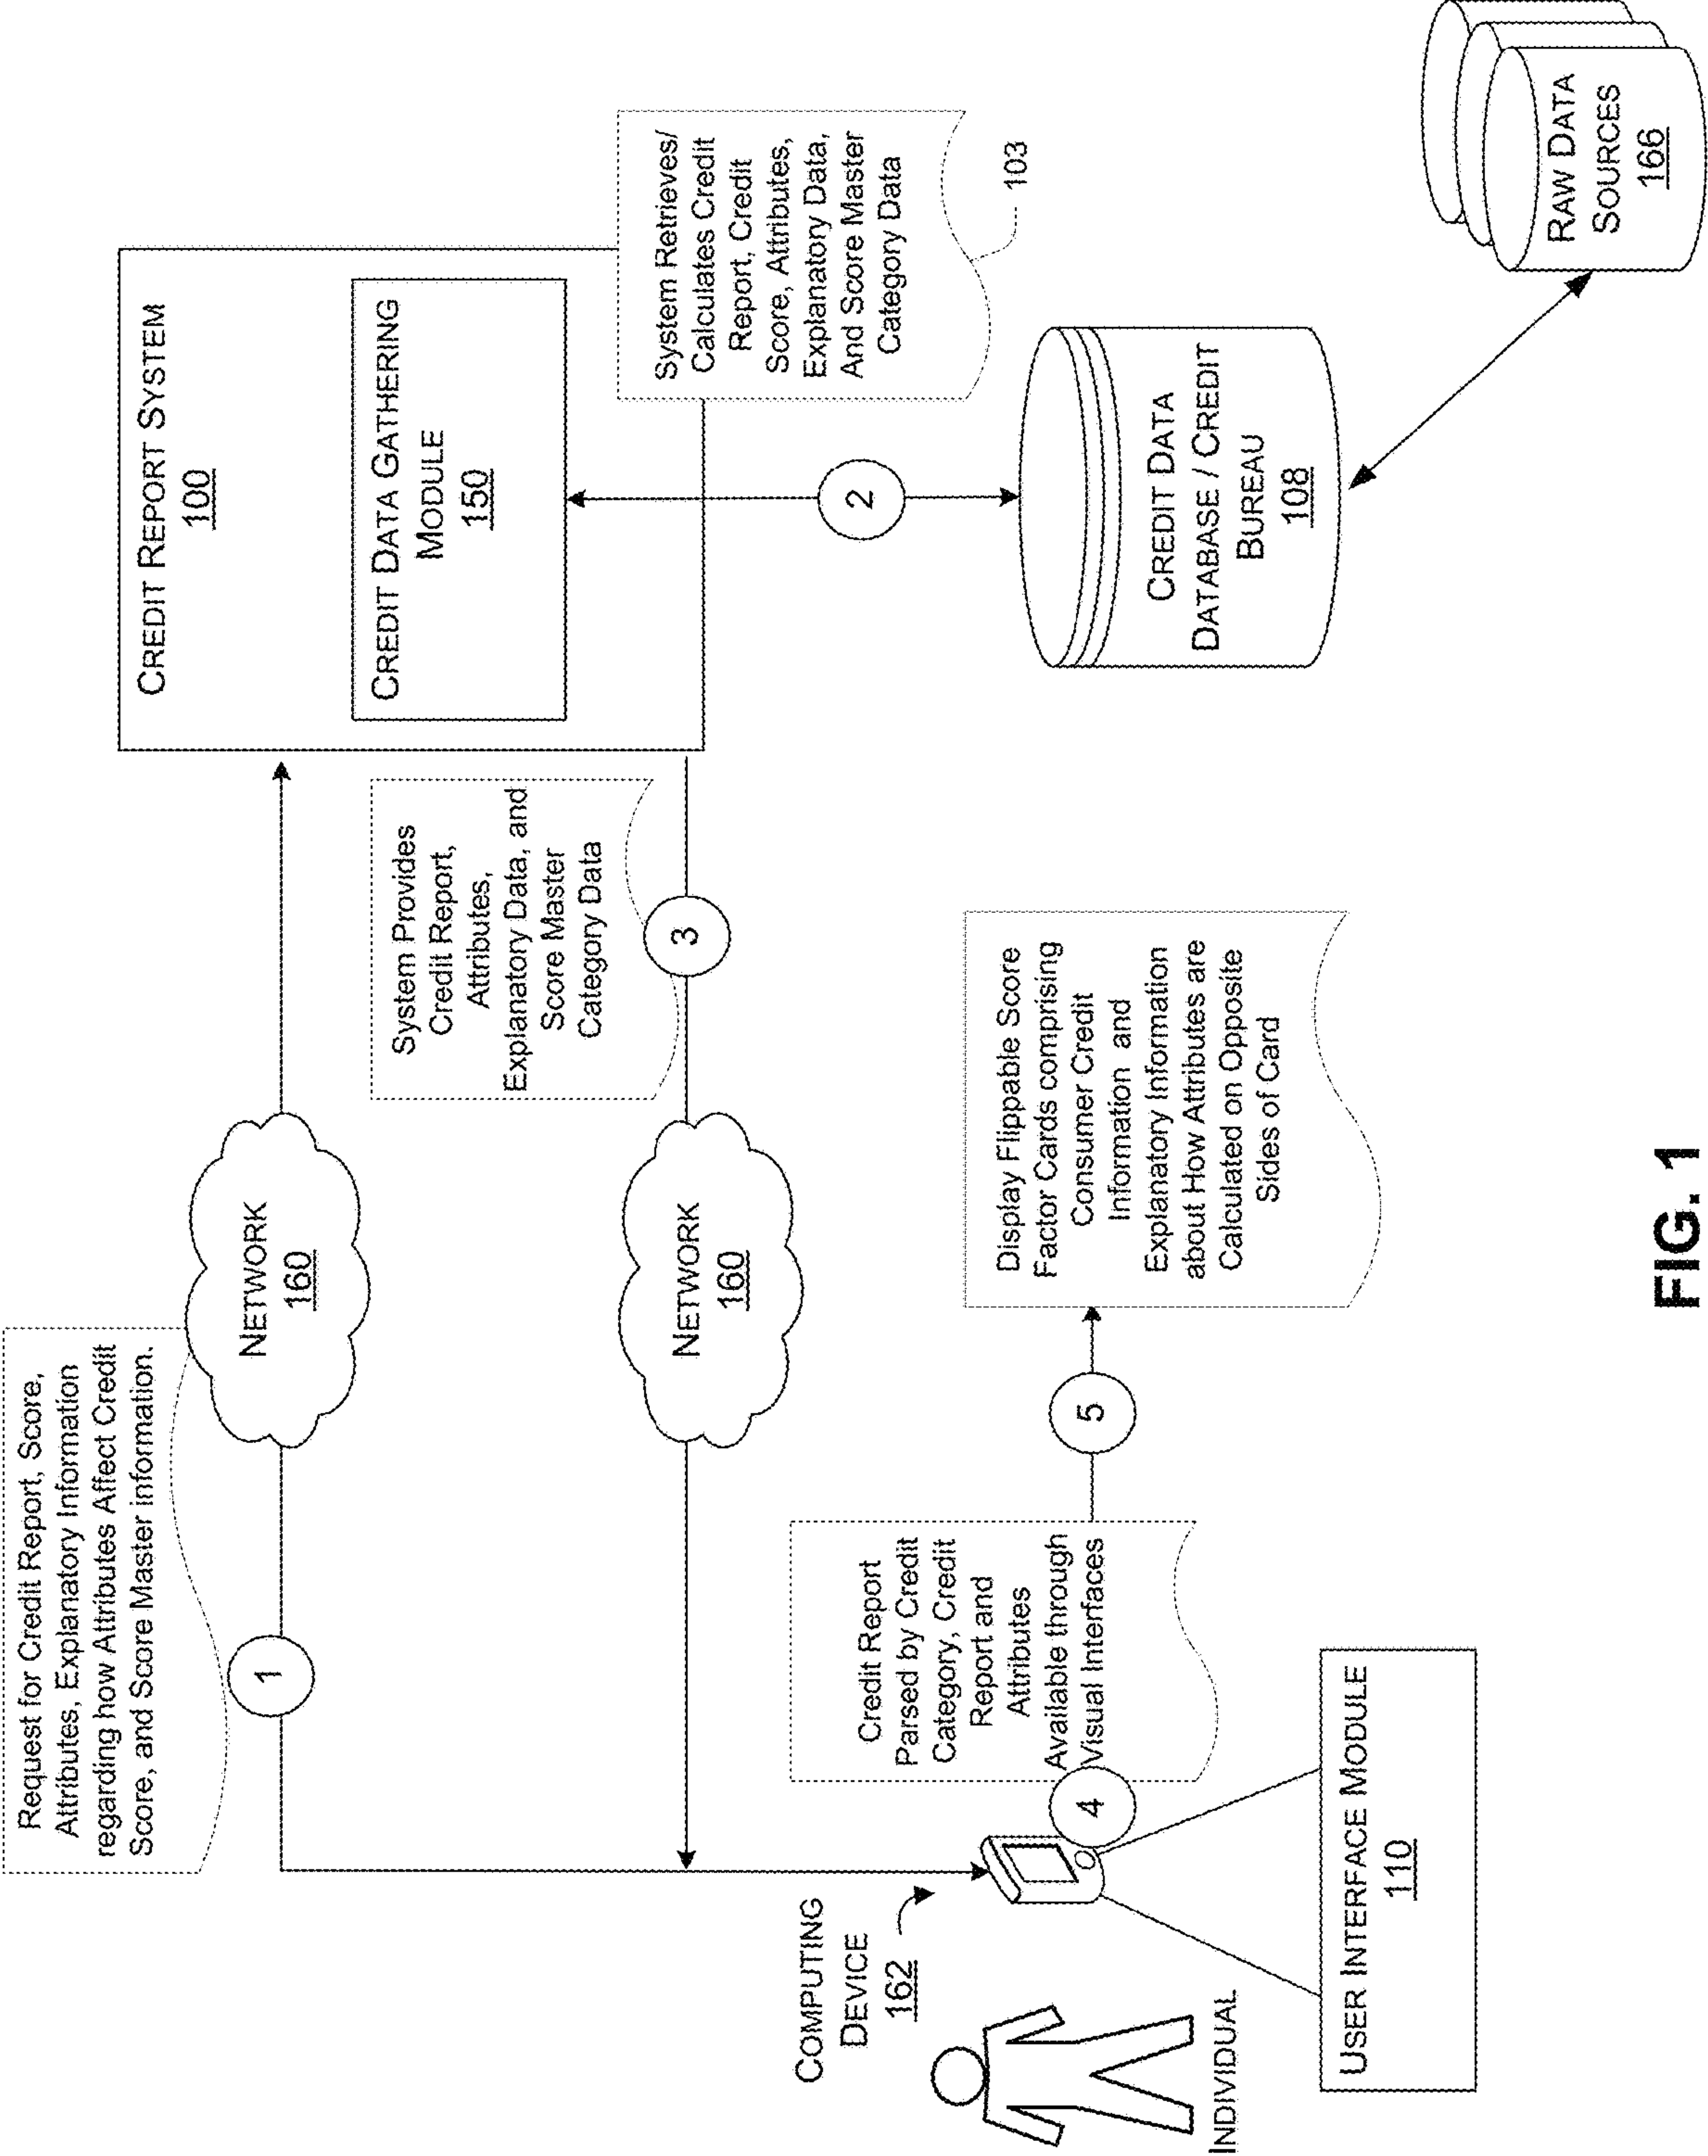 Request for Credit Report, Score,
Attributes, Explanatory Information
regarding how Attributes Affect Credit
Score, and Score Master information.
1
NETWORK
160
CREDIT REPORT SYSTEM
100
CREDIT DATA GATHERING
MODULE
150
System Provides
Credit Report,
Attributes,
Explanatory Data, and
Score Master
Category Data
3
NETWORK
160
System Retrieves/
Calculates Credit
Report, Credit
Score, Attributes,
Explanatory Data,
And Score Master
Category Data
103
2
COMPUTING
DEVICE
162
INDIVIDUAL
Credit Report
Parsed by Credit
Category, Credit
Report and
Attributes
Available through
Visual Interfaces
4
5
Display Flippable Score
Factor Cards comprising
Consumer Credit
Information and
Explanatory Information
about How Attributes are
Calculated on Opposite
Sides of Card
CREDIT DATA
DATABASE / CREDIT
BUREAU
108
RAW DATA
SOURCES
166
USER INTERFACE MODULE
110
FIG. 1